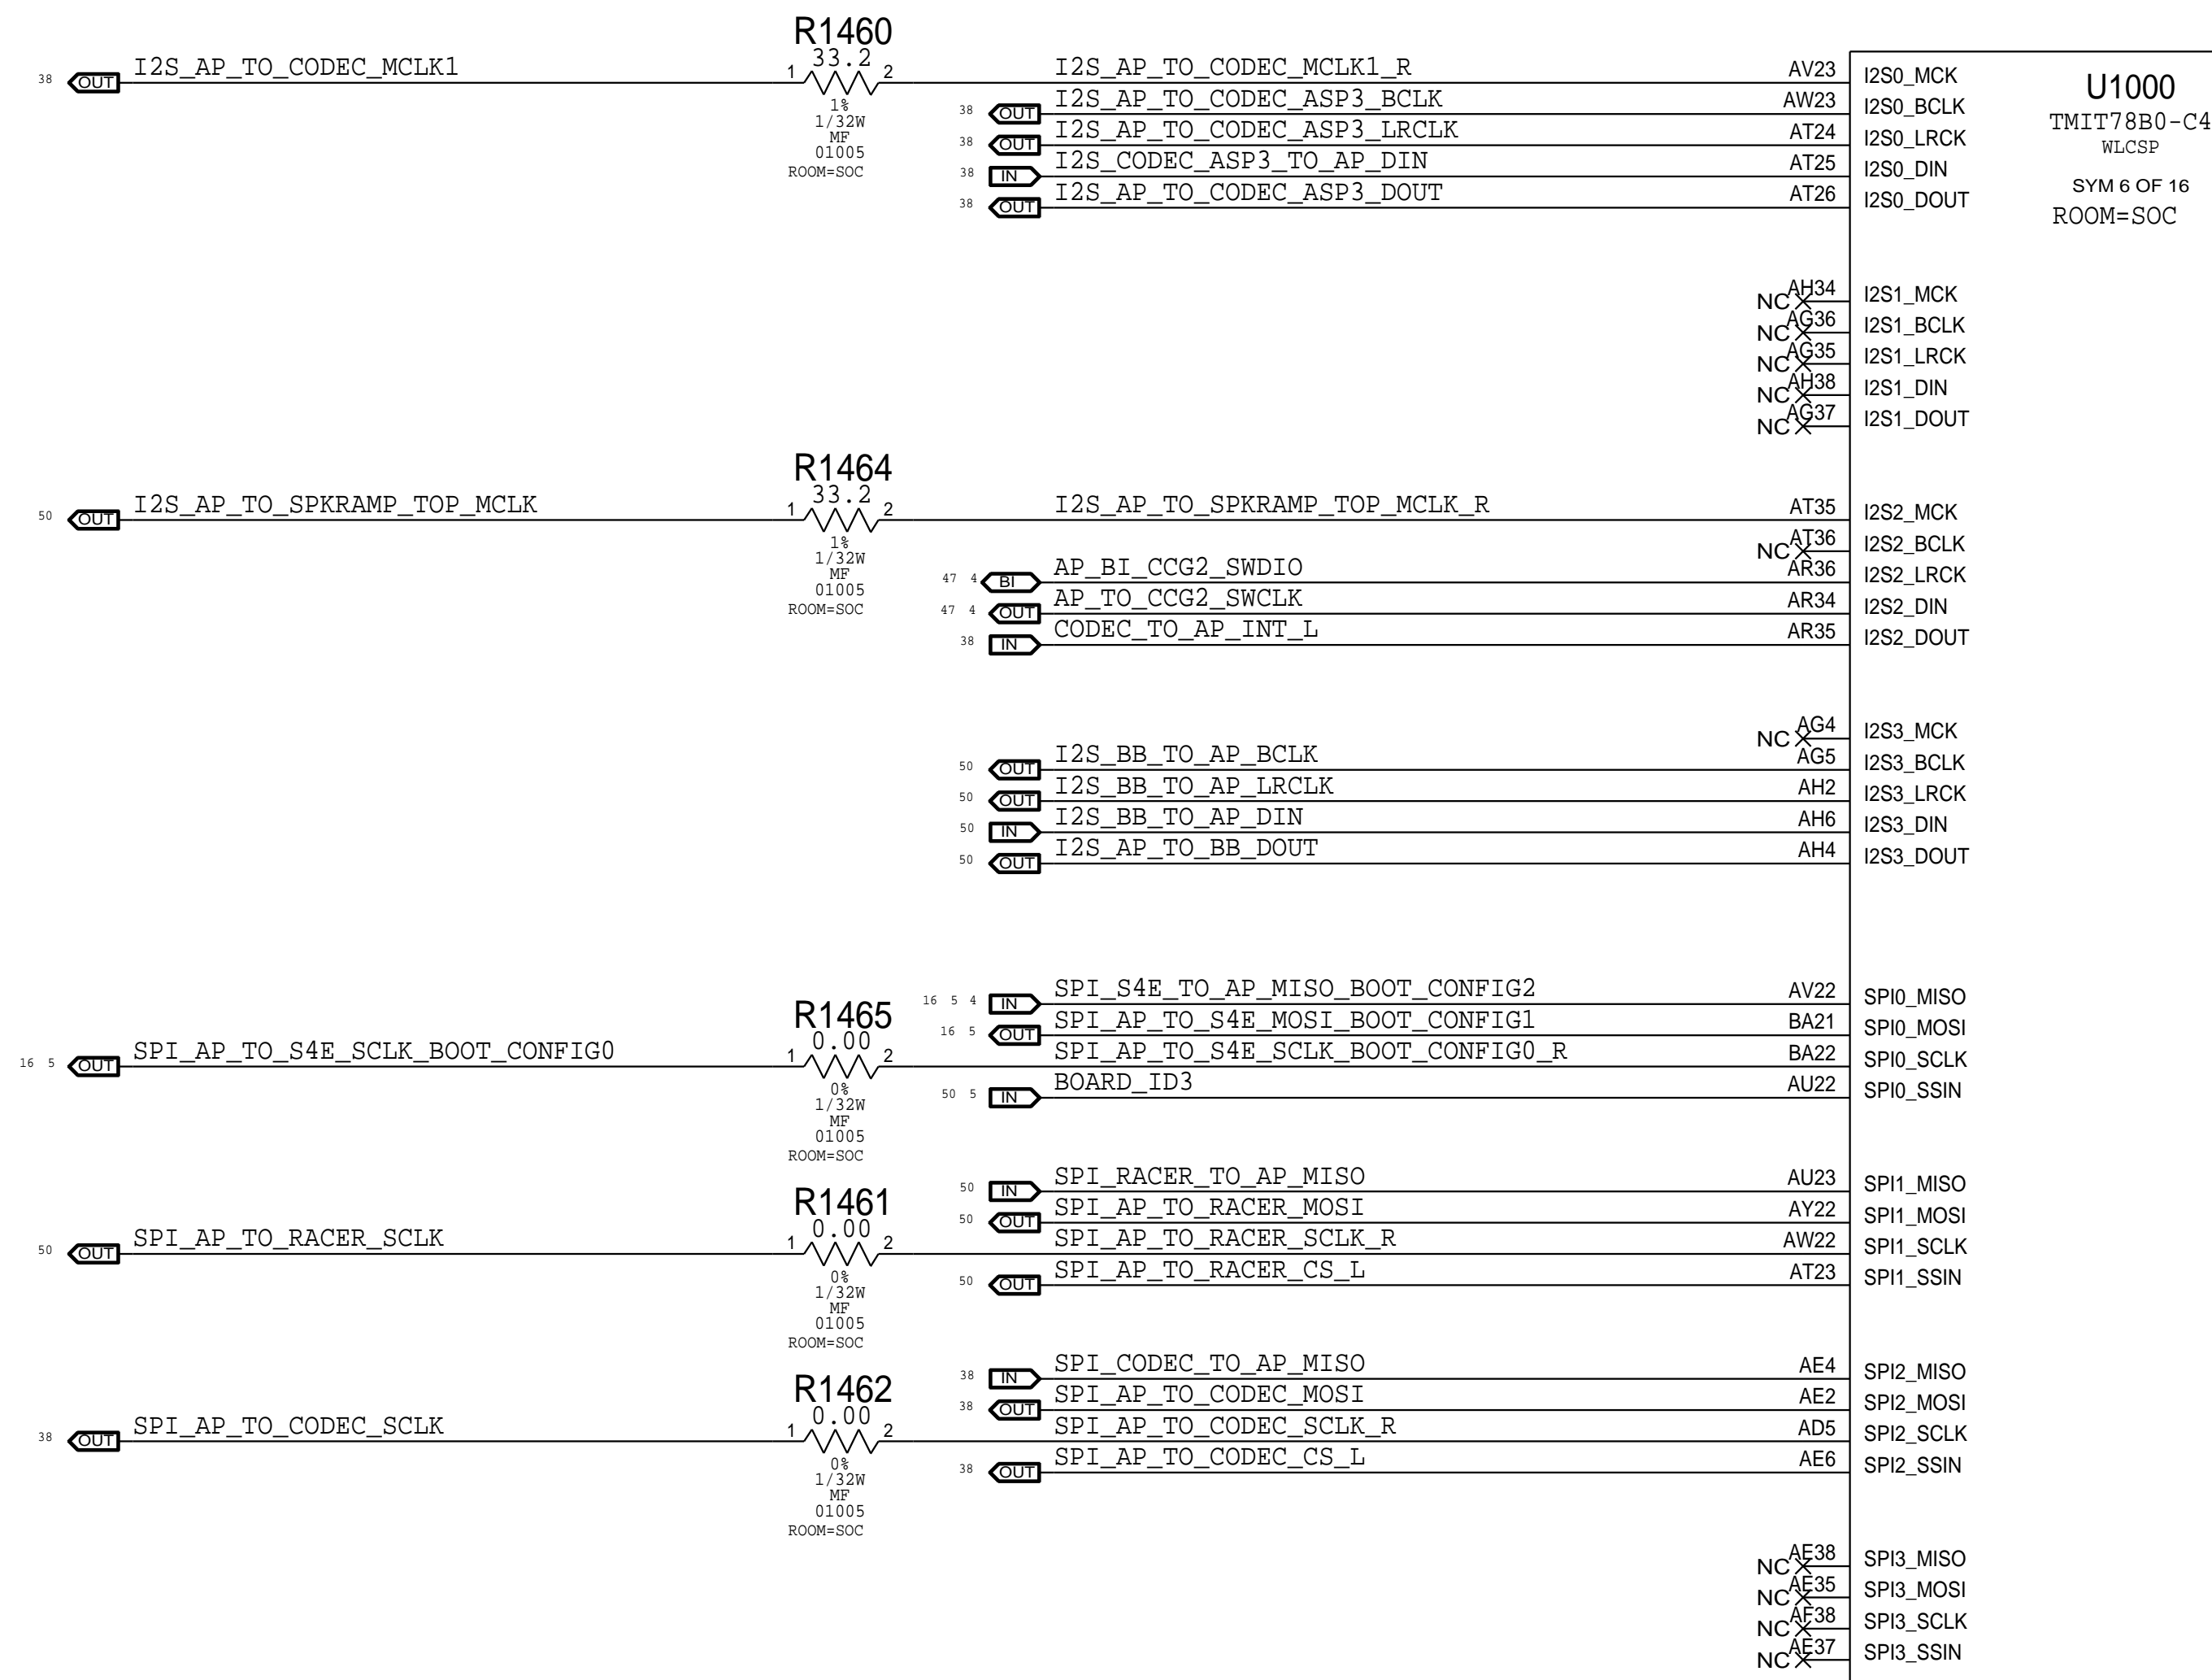 R1460
33.2
38 OUT I2S_AP_TO_CODEC_MCLK1 1 2 I2S_AP_TO_CODEC_MCLK1_R AV23 I2S0_MCK
1%
1/32W
MF
01005
ROOM=SOC
38 OUT I2S_AP_TO_CODEC_ASP3_BCLK AW23 I2S0_BCLK
38 OUT I2S_AP_TO_CODEC_ASP3_LRCLK AT24 I2S0_LRCK
38 IN I2S_CODEC_ASP3_TO_AP_DIN AT25 I2S0_DIN
38 OUT I2S_AP_TO_CODEC_ASP3_DOUT AT26 I2S0_DOUT
U1000
TMIT78B0-C4
WLCSP
SYM 6 OF 16
ROOM=SOC
NC AH34 I2S1_MCK
NC AG36 I2S1_BCLK
NC AG35 I2S1_LRCK
NC AH38 I2S1_DIN
NC AG37 I2S1_DOUT
R1464
33.2
50 OUT I2S_AP_TO_SPKRAMP_TOP_MCLK 1 2 I2S_AP_TO_SPKRAMP_TOP_MCLK_R AT35 I2S2_MCK
1%
1/32W
MF
01005
ROOM=SOC
NC AT36 I2S2_BCLK
47 4 BI AP_BI_CCG2_SWDIO AR36 I2S2_LRCK
47 4 OUT AP_TO_CCG2_SWCLK AR34 I2S2_DIN
38 IN CODEC_TO_AP_INT_L AR35 I2S2_DOUT
NC AG4 I2S3_MCK
50 OUT I2S_BB_TO_AP_BCLK AG5 I2S3_BCLK
50 OUT I2S_BB_TO_AP_LRCLK AH2 I2S3_LRCK
50 IN I2S_BB_TO_AP_DIN AH6 I2S3_DIN
50 OUT I2S_AP_TO_BB_DOUT AH4 I2S3_DOUT
16 5 4 IN SPI_S4E_TO_AP_MISO_BOOT_CONFIG2 AV22 SPI0_MISO
16 5 OUT SPI_AP_TO_S4E_MOSI_BOOT_CONFIG1 BA21 SPI0_MOSI
R1465
0.00
16 5 OUT SPI_AP_TO_S4E_SCLK_BOOT_CONFIG0 1 2 SPI_AP_TO_S4E_SCLK_BOOT_CONFIG0_R BA22 SPI0_SCLK
0%
1/32W
MF
01005
ROOM=SOC
50 5 IN BOARD_ID3 AU22 SPI0_SSIN
50 IN SPI_RACER_TO_AP_MISO AU23 SPI1_MISO
50 OUT SPI_AP_TO_RACER_MOSI AY22 SPI1_MOSI
R1461
0.00
50 OUT SPI_AP_TO_RACER_SCLK 1 2 SPI_AP_TO_RACER_SCLK_R AW22 SPI1_SCLK
0%
1/32W
MF
01005
ROOM=SOC
50 OUT SPI_AP_TO_RACER_CS_L AT23 SPI1_SSIN
38 IN SPI_CODEC_TO_AP_MISO AE4 SPI2_MISO
38 OUT SPI_AP_TO_CODEC_MOSI AE2 SPI2_MOSI
R1462
0.00
38 OUT SPI_AP_TO_CODEC_SCLK 1 2 SPI_AP_TO_CODEC_SCLK_R AD5 SPI2_SCLK
0%
1/32W
MF
01005
ROOM=SOC
38 OUT SPI_AP_TO_CODEC_CS_L AE6 SPI2_SSIN
NC AE38 SPI3_MISO
NC AE35 SPI3_MOSI
NC AF38 SPI3_SCLK
NC AE37 SPI3_SSIN